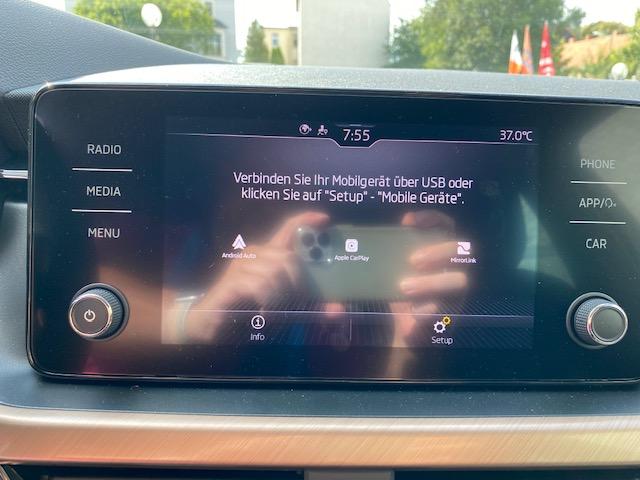 7:55
37.0°C
RADIO
MEDIA
MENU
Verbinden Sie Ihr Mobilgerät über USB oder
klicken Sie auf "Setup" - "Mobile Geräte".
Android Auto
Apple CarPlay
MirrorLink
Info
Setup
PHONE
APP/
CAR